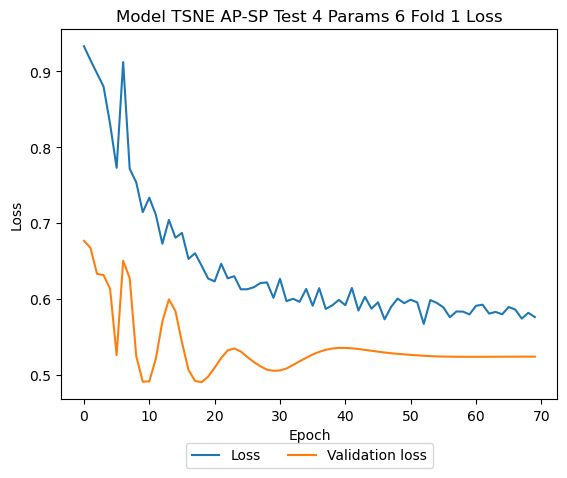 Model TSNE AP-SP Test 4 Params 6 Fold 1 Loss
0.9
0.8
0.7
0.6
0.5
Loss
0 10 20 30 40 50 60 70
Epoch
Loss Validation loss